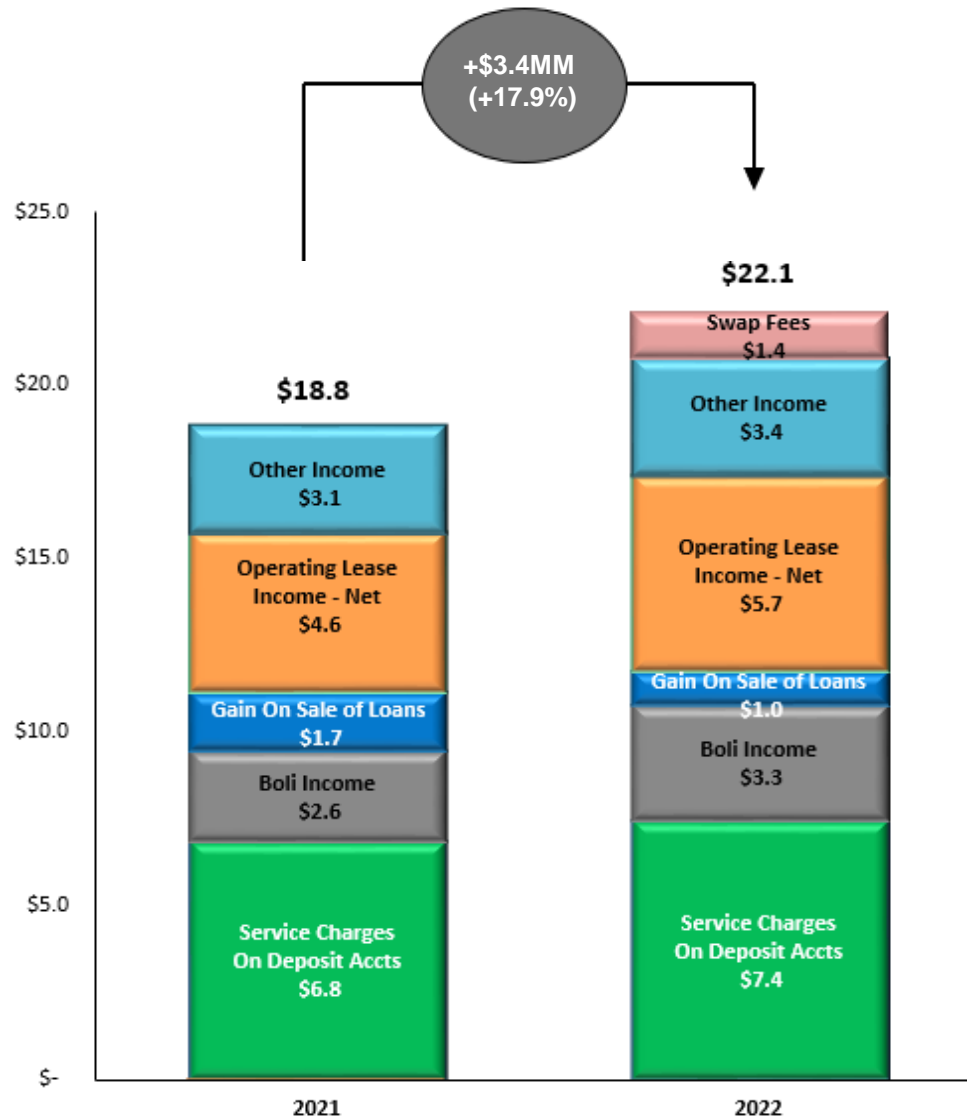 +$3.4MM
(+17.9%)
$25.0
$20.0
$15.0
$10.0
$5.0
$-
$18.8
Other Income
$3.1
Operating Lease
Income - Net
$4.6
Gain On Sale of Loans
$1.7
Boli Income
$2.6
Service Charges
On Deposit Accts
$6.8
2021
$22.1
Swap Fees
$1.4
Other Income
$3.4
Operating Lease
Income - Net
$5.7
Gain On Sale of Loans
$1.0
Boli Income
$3.3
Service Charges
On Deposit Accts
$7.4
2022